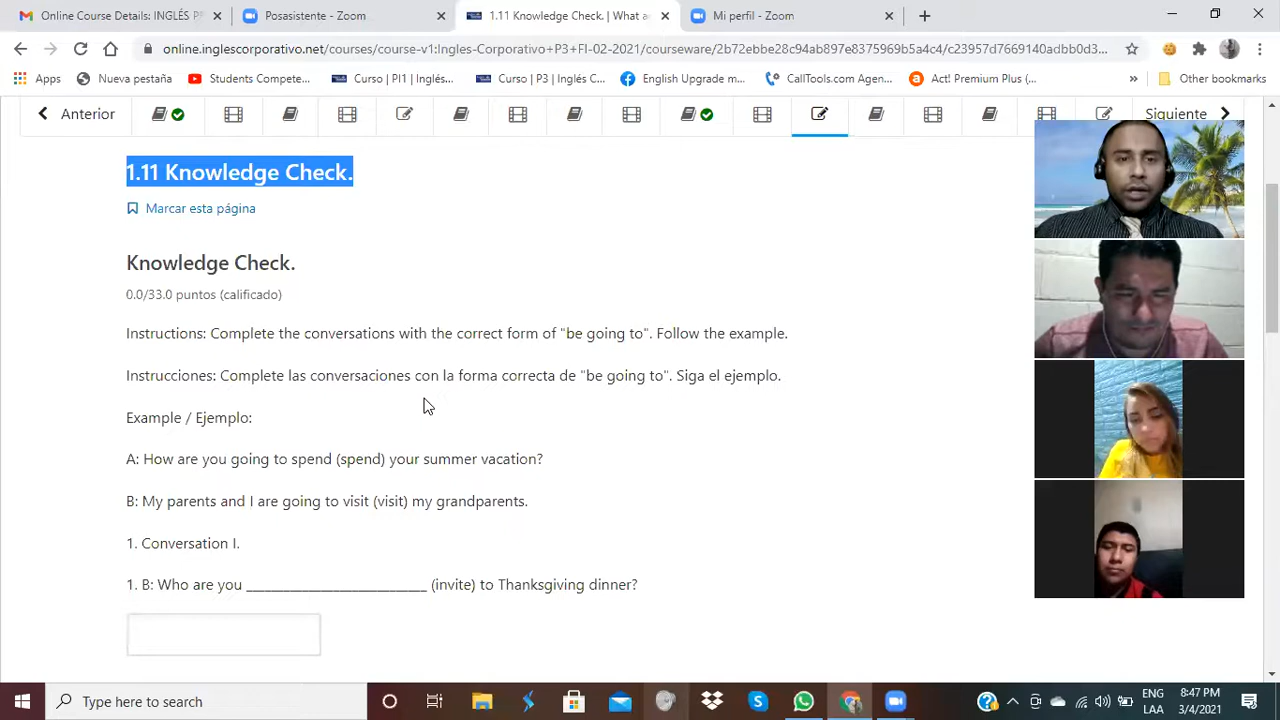 Online Course Details: INGLÉS P
Posasistente - Zoom
1.11 Knowledge Check. | What a
Mi perfil - Zoom
online.inglescorporativo.net/courses/course-v1:Ingles-Corporativo+P3+FI-02-2021/courseware/2b72ebbe28c94ab897e8375969b5a4c4/c23957d7669140adbb0d3...
Apps
Nueva pestaña
Students Compete...
Curso | PI1 | Inglés...
Curso | P3 | Inglés C...
English Upgrade m...
CallTools.com Agen...
Act! Premium Plus (...
Other bookmarks
Anterior
Siguiente
1.11 Knowledge Check.
Marcar esta página
Knowledge Check.
0.0/33.0 puntos (calificado)
Instructions: Complete the conversations with the correct form of "be going to". Follow the example.
Instrucciones: Complete las conversaciones con la forma correcta de "be going to". Siga el ejemplo.
Example / Ejemplo:
A: How are you going to spend (spend) your summer vacation?
B: My parents and I are going to visit (visit) my grandparents.
1. Conversation I.
1. B: Who are you __________________________ (invite) to Thanksgiving dinner?
Type here to search
ENG
LAA
8:47 PM
3/4/2021